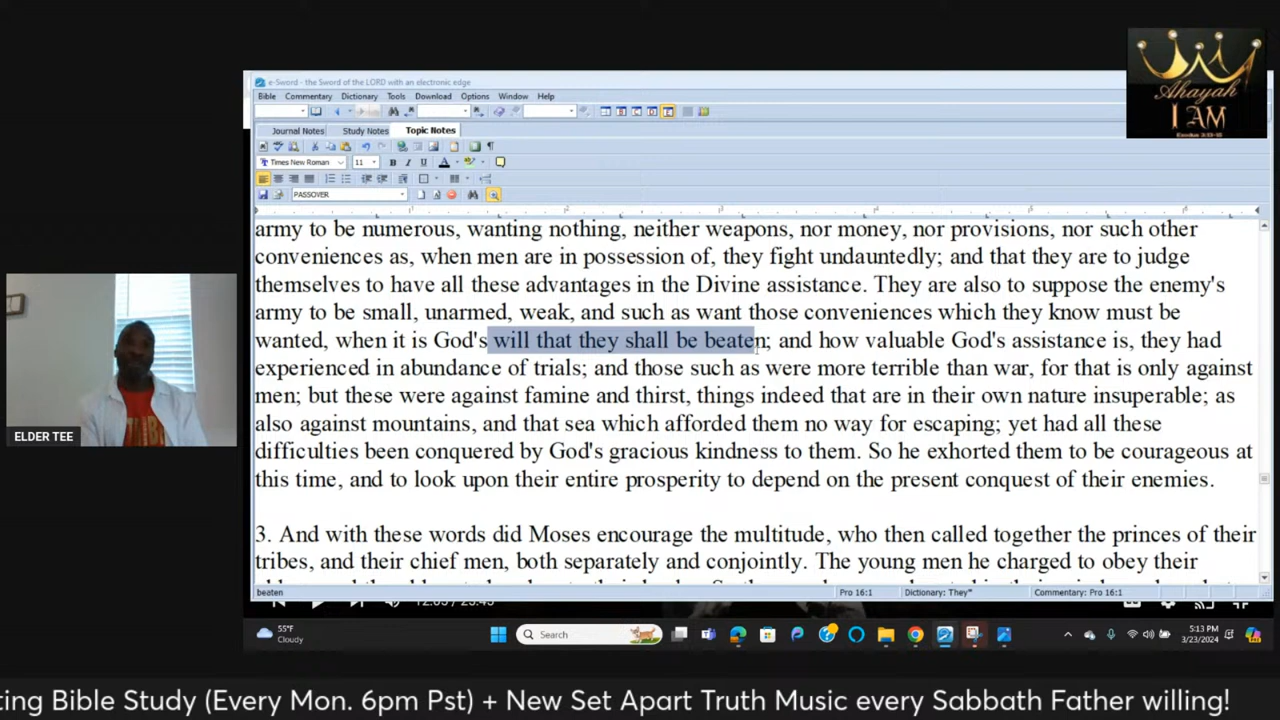 Ahayah
I AM
Exodus 3:13-15
e-Sword - the Sword of the LORD with an electronic edge
Bible Commentary Dictionary Tools Download Options Window Help
Journal Notes Study Notes Topic Notes
Times New Roman 11 B I U A
PASSOVER
army to be numerous, wanting nothing, neither weapons, nor money, nor provisions, nor such other
conveniences as, when men are in possession of, they fight undauntedly; and that they are to judge
themselves to have all these advantages in the Divine assistance. They are also to suppose the enemy's
army to be small, unarmed, weak, and such as want those conveniences which they know must be
wanted, when it is God's will that they shall be beaten; and how valuable God's assistance is, they had
experienced in abundance of trials; and those such as were more terrible than war, for that is only against
men; but these were against famine and thirst, things indeed that are in their own nature insuperable; as
also against mountains, and that sea which afforded them no way for escaping; yet had all these
difficulties been conquered by God's gracious kindness to them. So he exhorted them to be courageous at
this time, and to look upon their entire prosperity to depend on the present conquest of their enemies.
3. And with these words did Moses encourage the multitude, who then called together the princes of their
tribes, and their chief men, both separately and conjointly. The young men he charged to obey their
beaten Pro 16:1 Dictionary: They" Commentary: Pro 16:1
ELDER TEE
55°F
Cloudy
Search
5:13 PM
3/23/2024
ting Bible Study (Every Mon. 6pm Pst) + New Set Apart Truth Music every Sabbath Father willing!